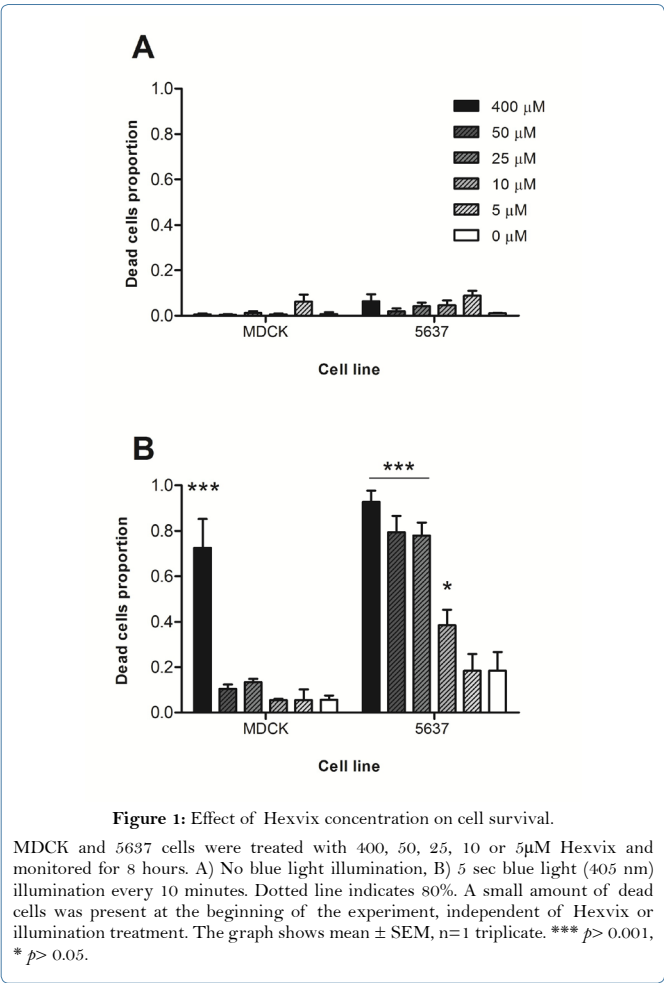 A
1.0
0.8
0.6
0.4
0.2
0.0
Dead cells proportion
400 μM
50 μM
25 μM
10 μM
5 μM
0 μM
MDCK 5637
Cell line
B
1.0
0.8
0.6
0.4
0.2
0.0
Dead cells proportion
*** ***
*
MDCK 5637
Cell line
Figure 1: Effect of Hexvix concentration on cell survival.
MDCK and 5637 cells were treated with 400, 50, 25, 10 or 5μM Hexvix and
monitored for 8 hours. A) No blue light illumination, B) 5 sec blue light (405 nm)
illumination every 10 minutes. Dotted line indicates 80%. A small amount of dead
cells was present at the beginning of the experiment, independent of Hexvix or
illumination treatment. The graph shows mean ± SEM, n=1 triplicate. *** p> 0.001,
* p> 0.05.